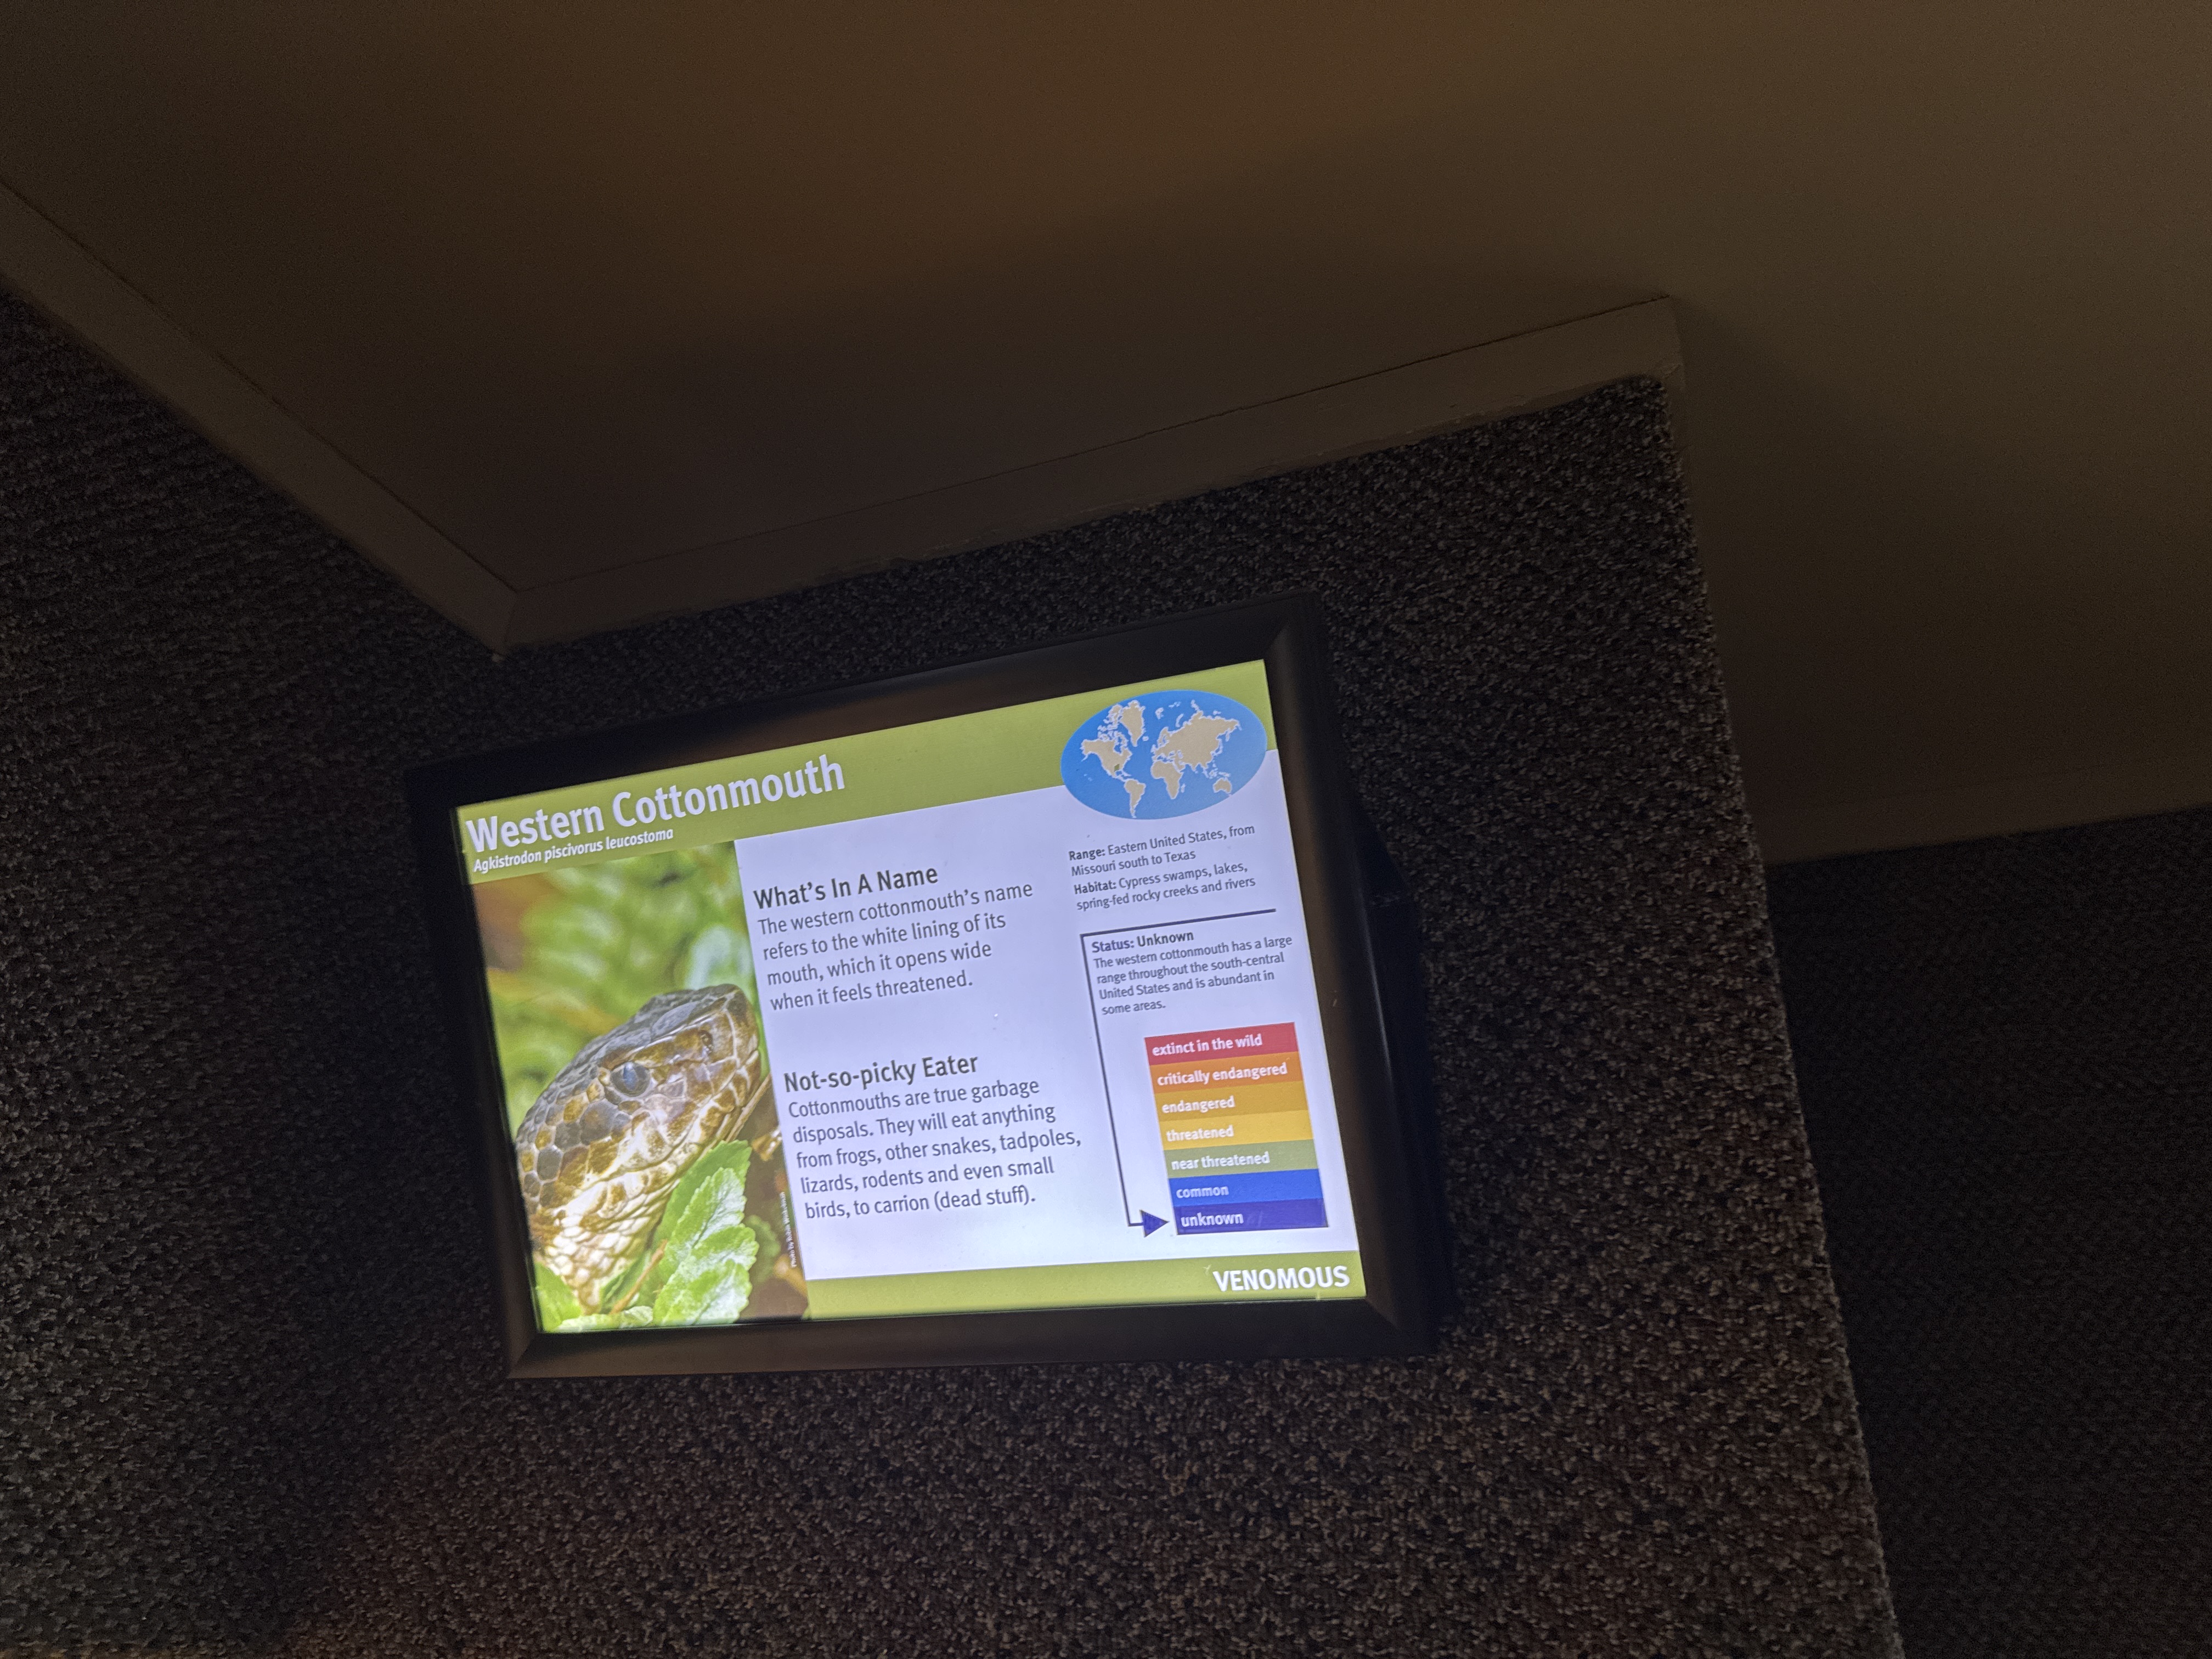 Western Cottonmouth
Agkistrodon piscivorus leucostoma
What's In A Name
The western cottonmouth's name
refers to the white lining of its
mouth, which it opens wide
when it feels threatened.
Not-so-picky Eater
Cottonmouths are true garbage
disposals. They will eat anything
from frogs, other snakes, tadpoles,
lizards, rodents and even small
birds, to carrion (dead stuff).
Range: Eastern United States, from
Missouri south to Texas
Habitat: Cypress swamps, lakes,
spring-fed rocky creeks and rivers
Status: Unknown
The western cottonmouth has a large
range throughout the south-central
United States and is abundant in
some areas.
extinct in the wild
critically endangered
endangered
threatened
near threatened
common
unknown
VENOMOUS
Photo by